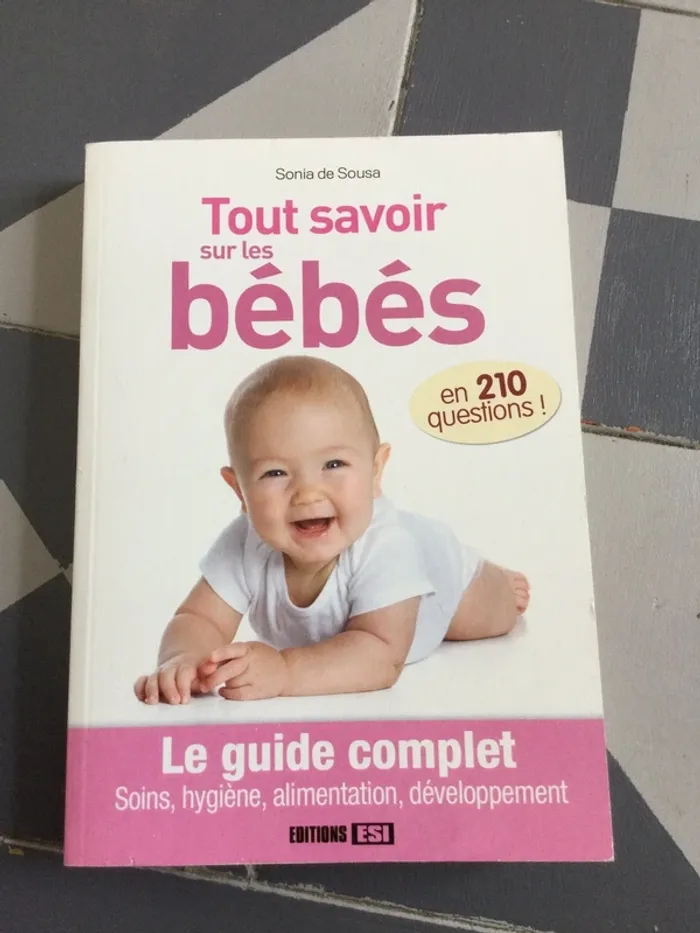 Sonia de Sousa
Tout savoir
sur les
bébés
en 210
questions !
Le guide complet
Soins, hygiène, alimentation, développement
EDITIONS ESI